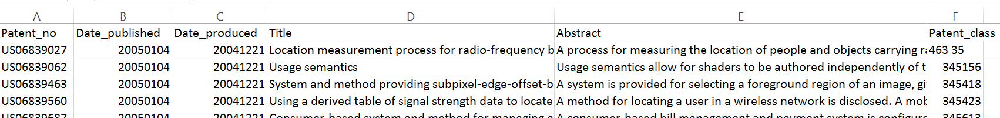 A B C D E F
Patent_no Date_published Date_produced Title Abstract Patent_class
US06839027 20050104 20041221 Location measurement process for radio-frequency b A process for measuring the location of people and objects carrying ra 463 35
US06839062 20050104 20041221 Usage semantics Usage semantics allow for shaders to be authored independently of t 345156
US06839463 20050104 20041221 System and method providing subpixel-edge-offset-b A system is provided for selecting a foreground region of an image, gi 345418
US06839560 20050104 20041221 Using a derived table of signal strength data to locate A method for locating a user in a wireless network is disclosed. A mob 345423
US06839687 20050104 20041221 Consumer-based system and method for managing a A consumer-based bill management and payment system is configure 345613